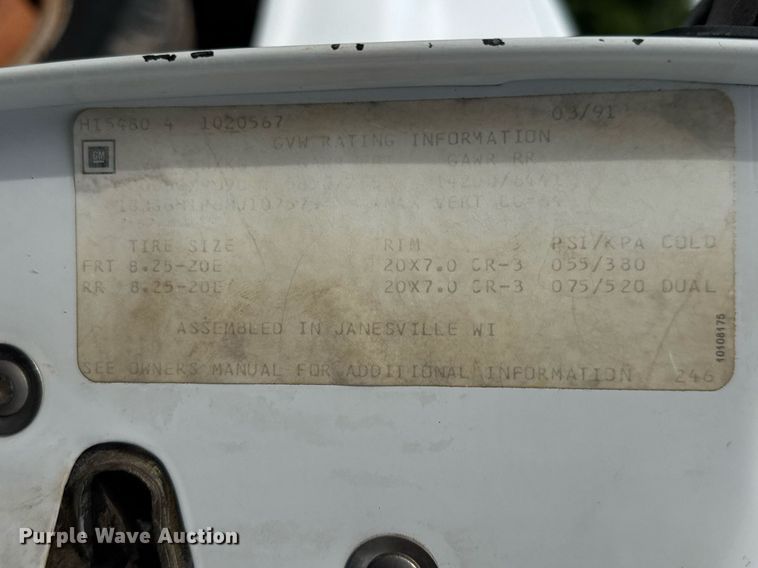 HI5480 4 1020567 03/91
GVW RATING INFORMATION
GM
GAWR RR
MAX VERT
TIRE SIZE RIM PSI/KPA COLD
FRT 8.25-20E 20X7.0 CR-3 055/380
RR 8.25-20E 20X7.0 CR-3 075/520 DUAL
ASSEMBLED IN JANESVILLE WI
10108175
SEE OWNERS MANUAL FOR ADDITIONAL INFORMATION 246
Purple Wave Auction